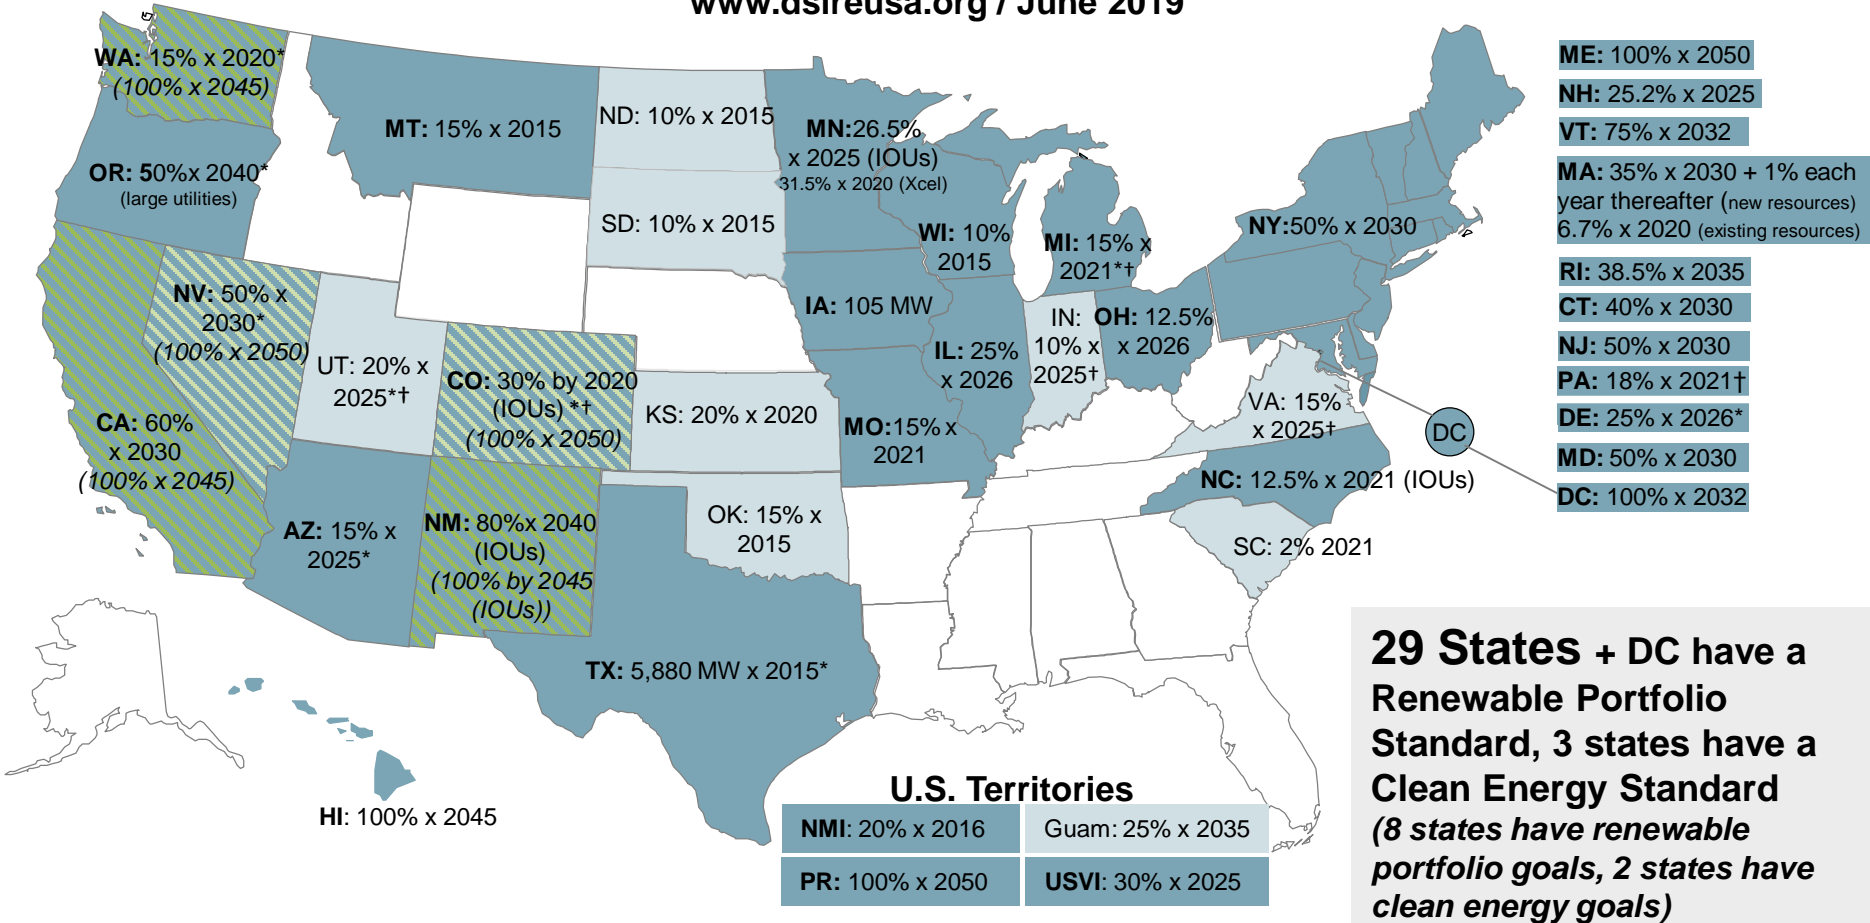 www.dsireusa.org / June 2019
WA: 15% x 2020*
(100% x 2045)
OR: 50%x 2040*
(large utilities)
MT: 15% x 2015
ND: 10% x 2015
SD: 10% x 2015
MN:26.5%
x 2025 (IOUs)
31.5% x 2020 (Xcel)
WI: 10%
2015
MI: 15% x
2021*†
NY:50% x 2030
NV: 50% x
2030*
(100% x 2050)
UT: 20% x
2025*†
CO: 30% by 2020
(IOUs) *†
(100% x 2050)
CA: 60%
x 2030
(100% x 2045)
IA: 105 MW
IL: 25%
x 2026
IN:
10% x
2025†
OH: 12.5%
x 2026
KS: 20% x 2020
MO:15% x
2021
VA: 15%
x 2025†
DC
NC: 12.5% x 2021 (IOUs)
SC: 2% 2021
AZ: 15% x
2025*
NM: 80%x 2040
(IOUs)
(100% by 2045
(IOUs))
OK: 15% x
2015
TX: 5,880 MW x 2015*
HI: 100% x 2045
ME: 100% x 2050
NH: 25.2% x 2025
VT: 75% x 2032
MA: 35% x 2030 + 1% each
year thereafter (new resources)
6.7% x 2020 (existing resources)
RI: 38.5% x 2035
CT: 40% x 2030
NJ: 50% x 2030
PA: 18% x 2021†
DE: 25% x 2026*
MD: 50% x 2030
DC: 100% x 2032
U.S. Territories
NMI: 20% x 2016
Guam: 25% x 2035
PR: 100% x 2050
USVI: 30% x 2025
29 States + DC have a
Renewable Portfolio
Standard, 3 states have a
Clean Energy Standard
(8 states have renewable
portfolio goals, 2 states have
clean energy goals)